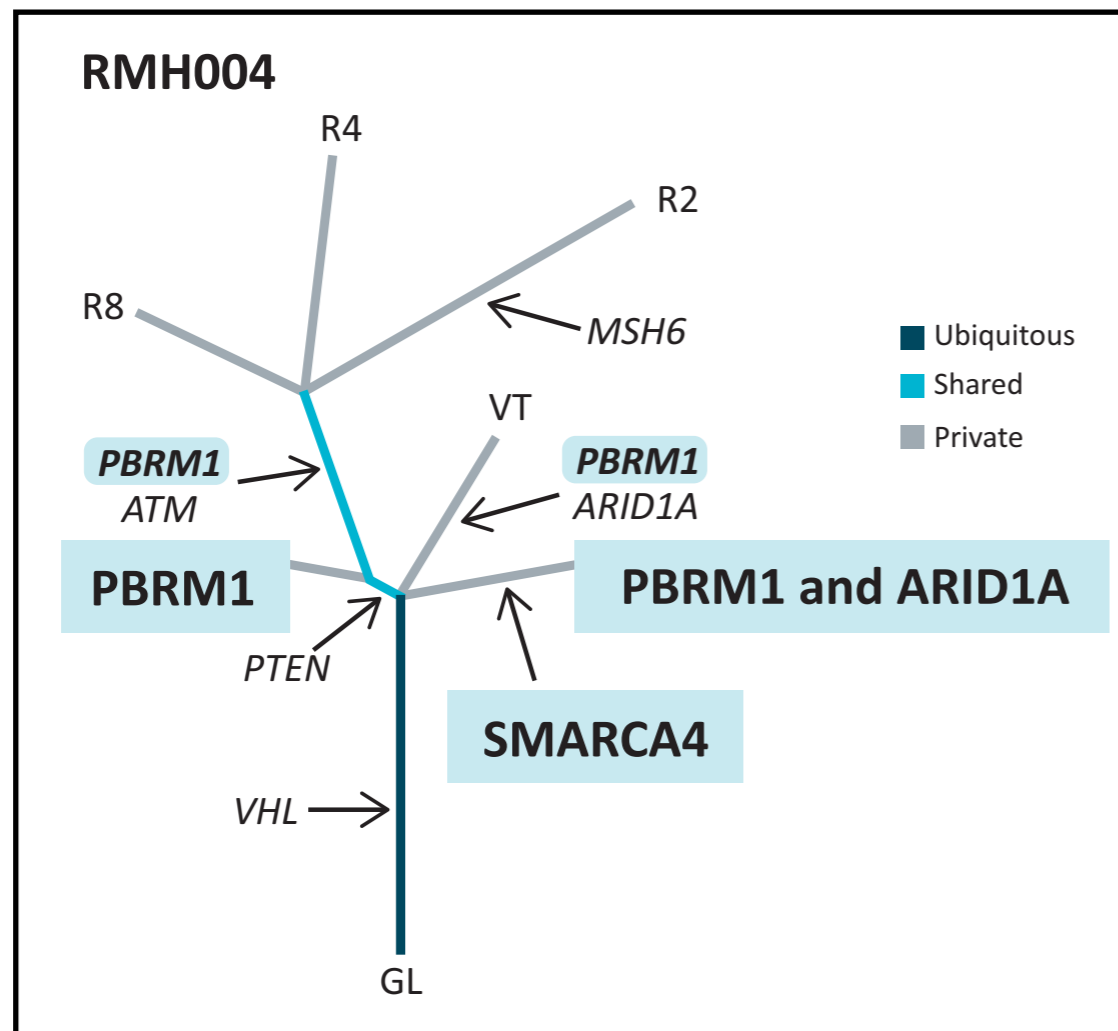 RMH004
R4
R2
R8
MSH6
Ubiquitous
Shared
Private
VT
PBRM1
ATM
PBRM1
ARID1A
PBRM1
PBRM1 and ARID1A
PTEN
SMARCA4
VHL
GL